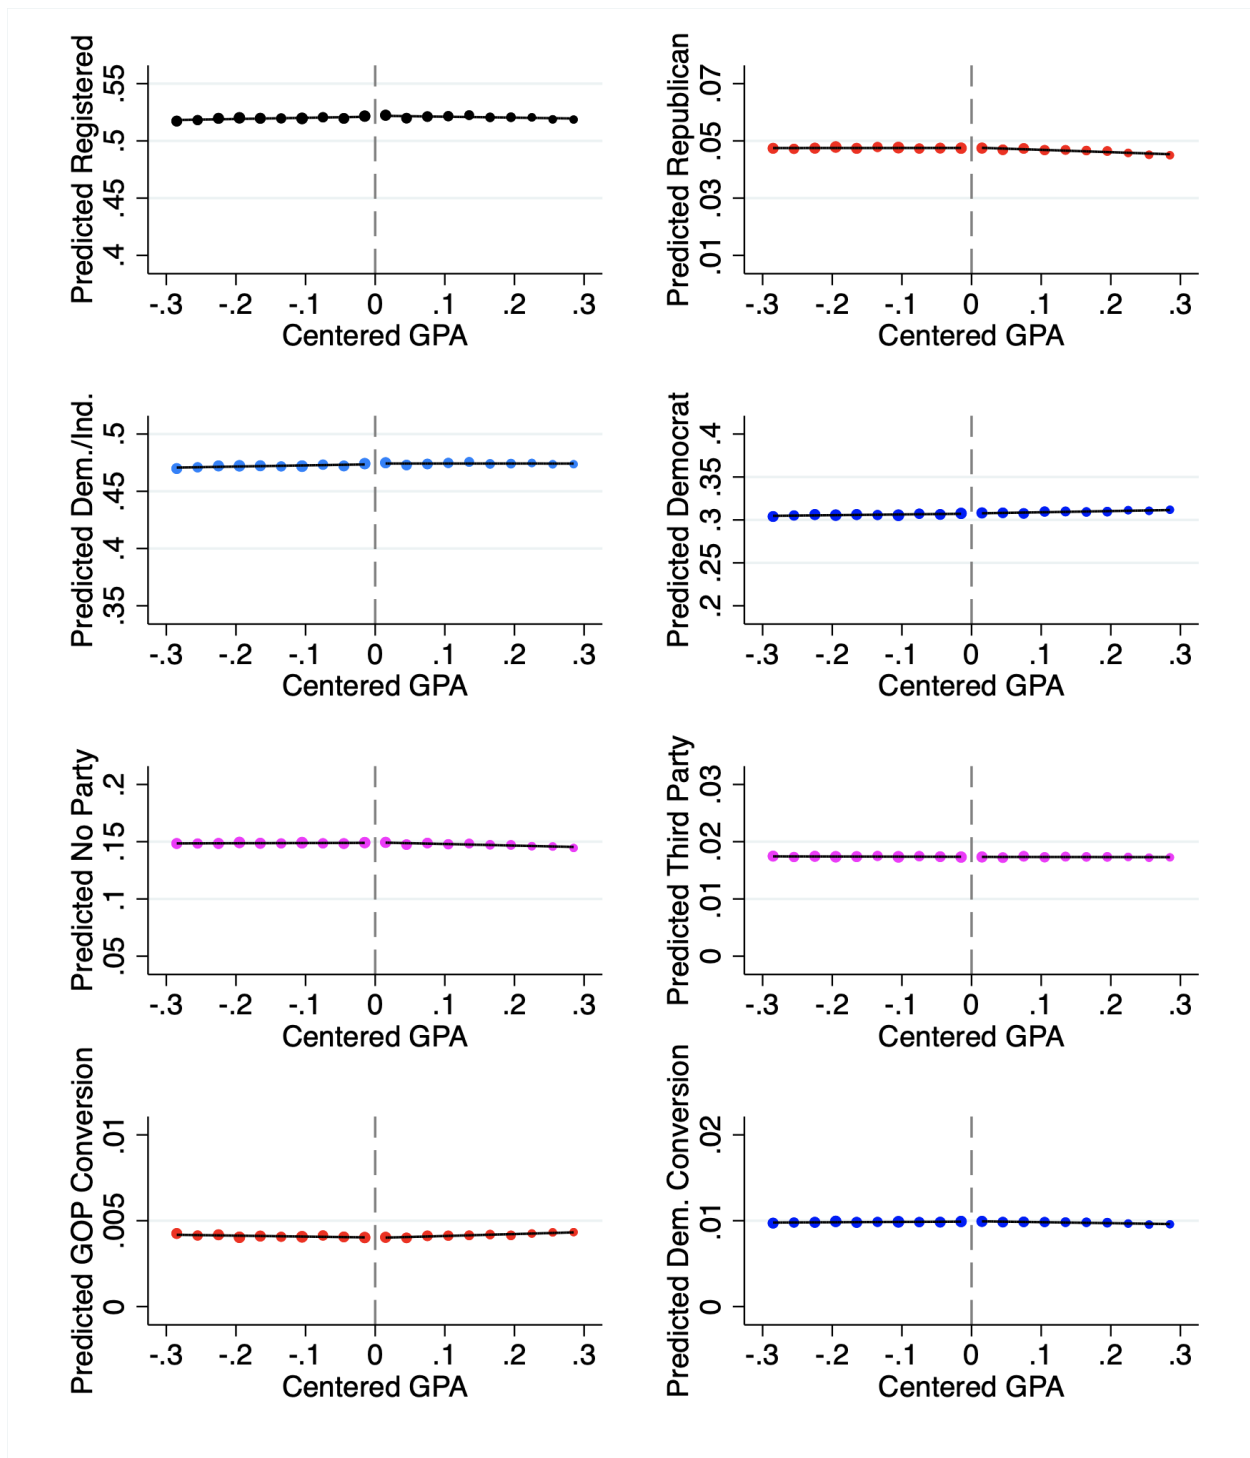 Predicted Registered
.55
.5
.45
.4
-.3 -.2 -.1 0 .1 .2 .3
Centered GPA
Predicted Republican
.07
.05
.03
.01
-.3 -.2 -.1 0 .1 .2 .3
Centered GPA
Predicted Dem./Ind.
.5
.45
.4
.35
-.3 -.2 -.1 0 .1 .2 .3
Centered GPA
Predicted Democrat
.4
.35
.3
.25
.2
-.3 -.2 -.1 0 .1 .2 .3
Centered GPA
Predicted No Party
.2
.15
.1
.05
-.3 -.2 -.1 0 .1 .2 .3
Centered GPA
Predicted Third Party
.03
.02
.01
0
-.3 -.2 -.1 0 .1 .2 .3
Centered GPA
Predicted GOP Conversion
.01
.005
0
-.3 -.2 -.1 0 .1 .2 .3
Centered GPA
Predicted Dem. Conversion
.02
.01
0
-.3 -.2 -.1 0 .1 .2 .3
Centered GPA